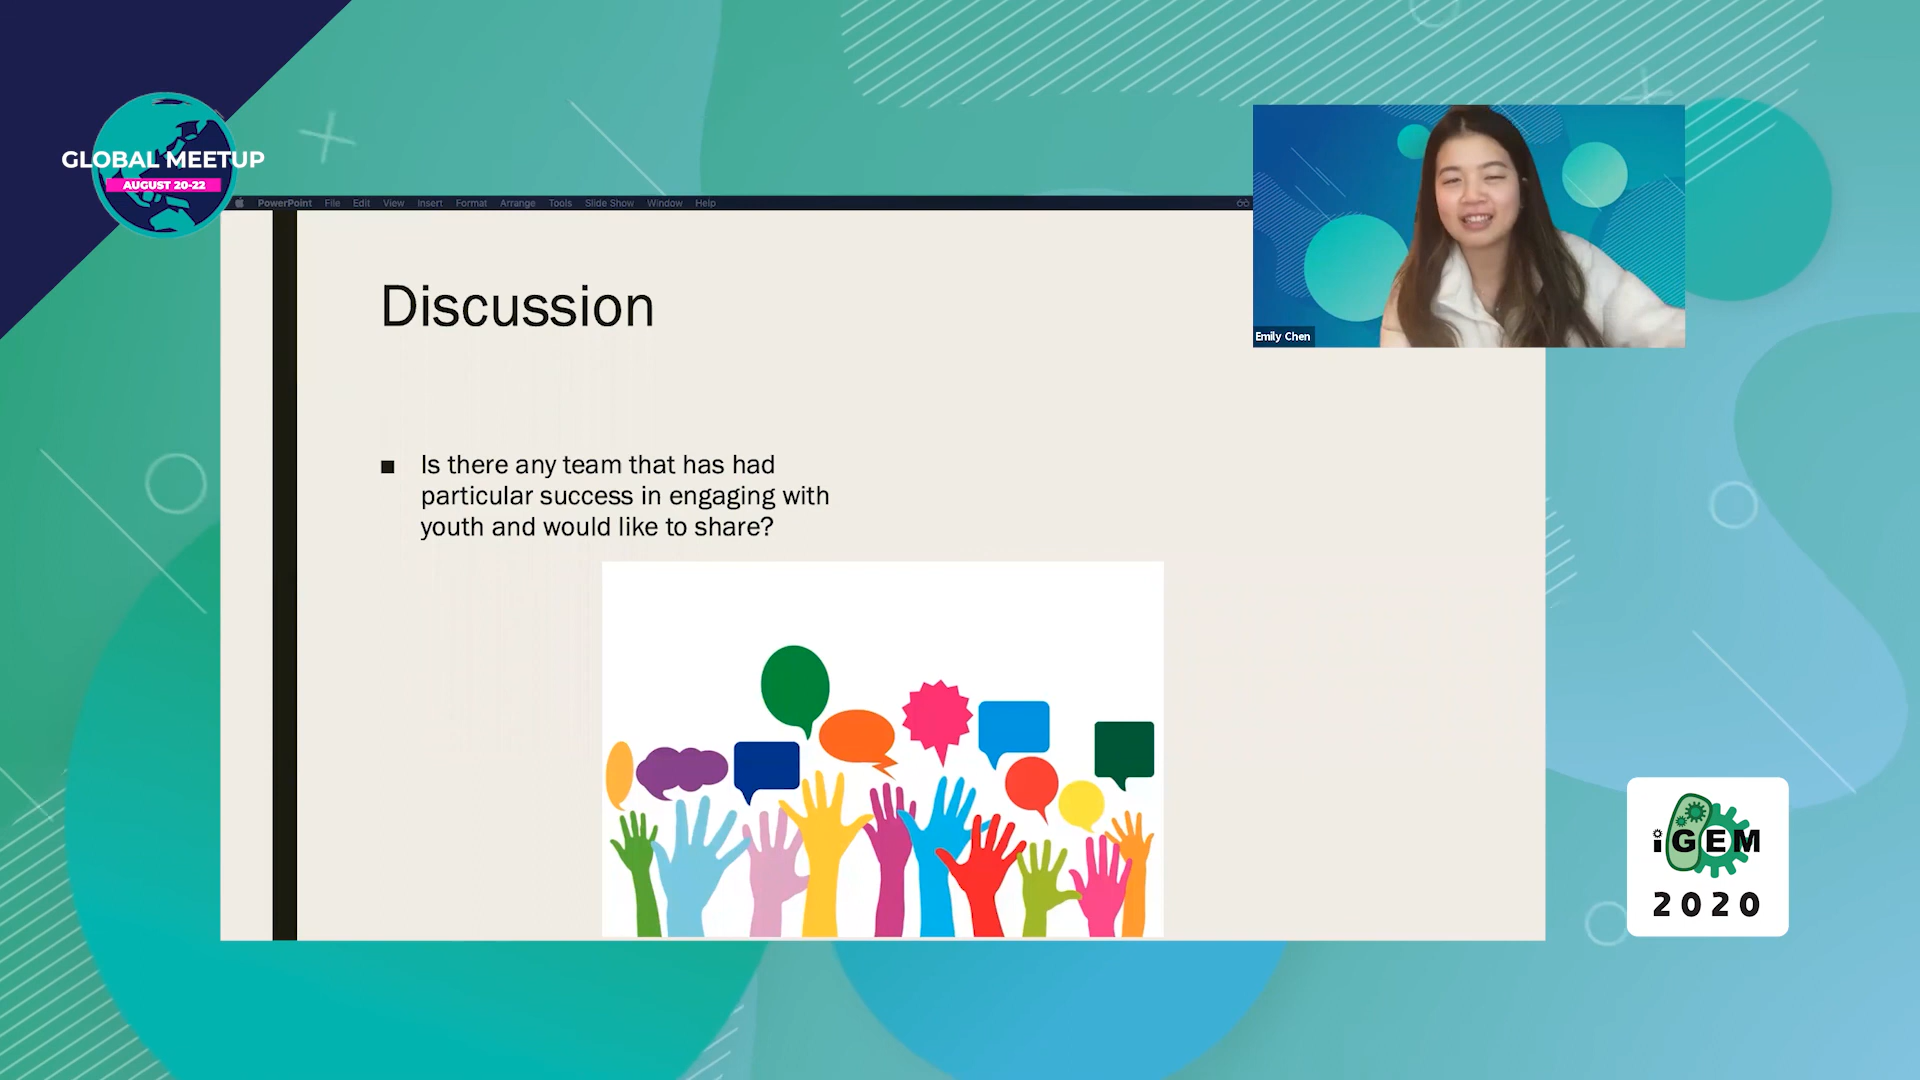 GLOBAL MEETUP
AUGUST 20-22
PowerPoint File Edit View Insert Format Arrange Tools Slide Show Window Help
Emily Chen
Discussion
■ Is there any team that has had
particular success in engaging with
youth and would like to share?
iGEM
2020